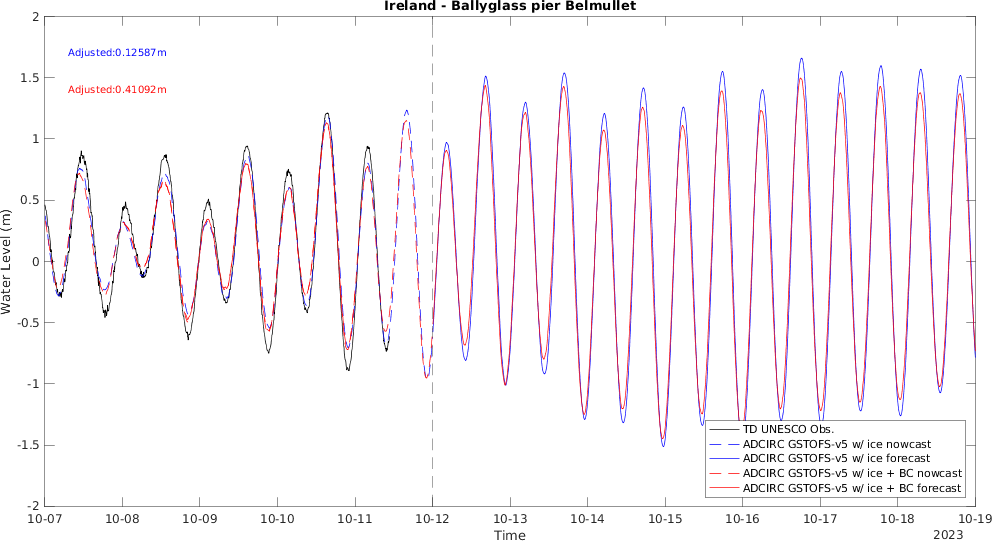 Ireland - Ballyglass pier Belmullet
2
1.5
1
0.5
0
-0.5
-1
-1.5
-2
Water Level (m)
Adjusted:0.12587m
Adjusted:0.41092m
TD UNESCO Obs.
ADCIRC GSTOFS-v5 w/ ice nowcast
ADCIRC GSTOFS-v5 w/ ice forecast
ADCIRC GSTOFS-v5 w/ ice + BC nowcast
ADCIRC GSTOFS-v5 w/ ice + BC forecast
10-07 10-08 10-09 10-10 10-11 10-12 10-13 10-14 10-15 10-16 10-17 10-18 10-19
Time
2023